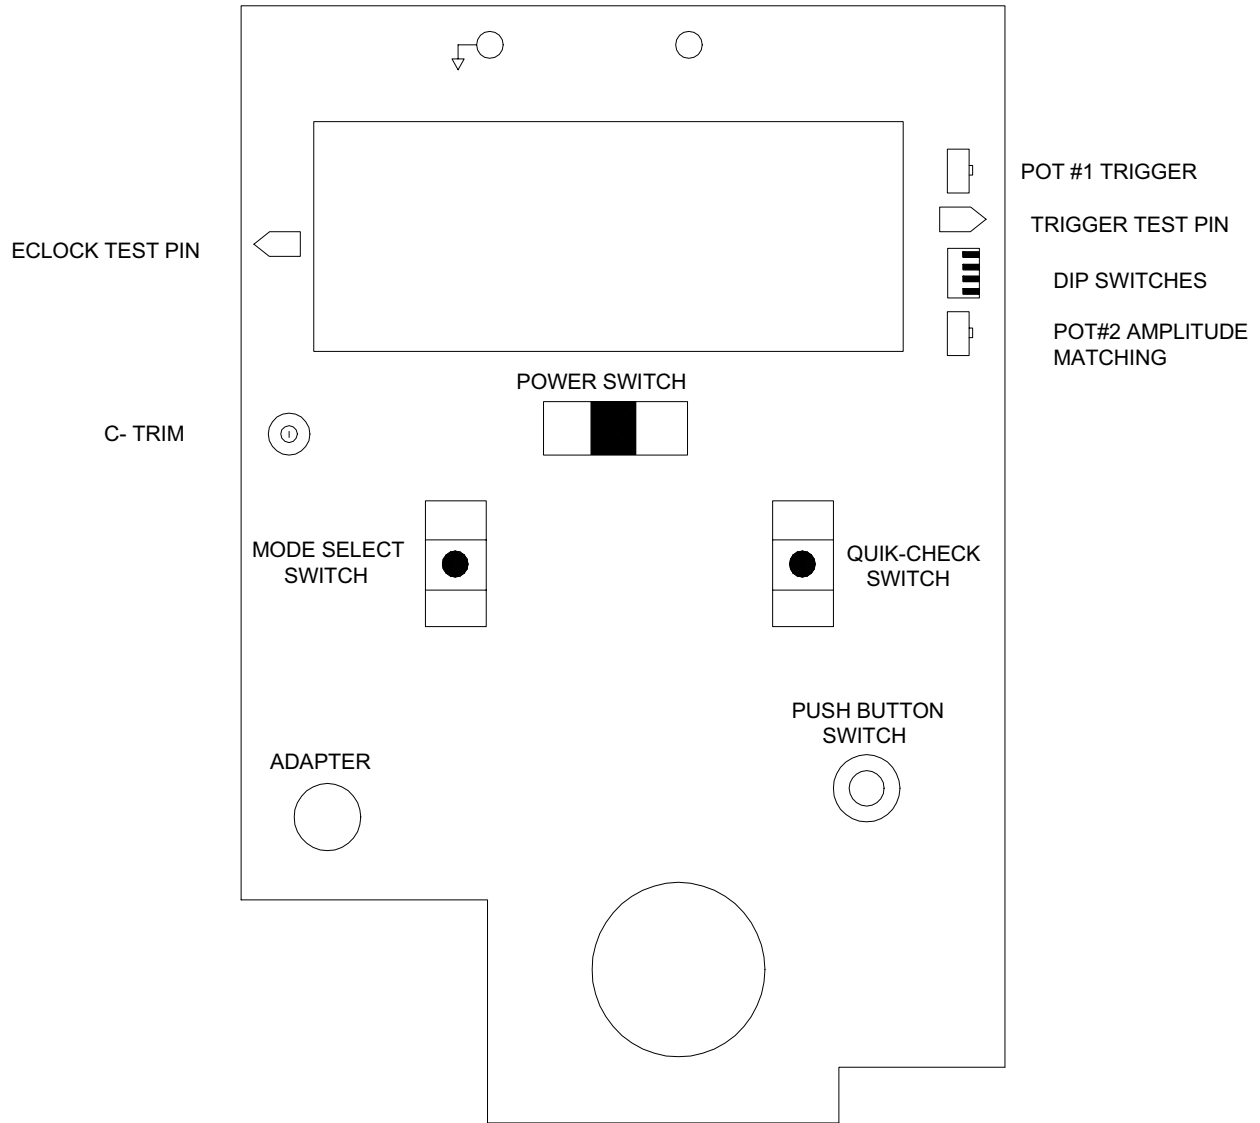 POT #1 TRIGGER
TRIGGER TEST PIN
ECLOCK TEST PIN
DIP SWITCHES
POT#2 AMPLITUDE
MATCHING
POWER SWITCH
C- TRIM
MODE SELECT
SWITCH
QUIK-CHECK
SWITCH
PUSH BUTTON
SWITCH
ADAPTER